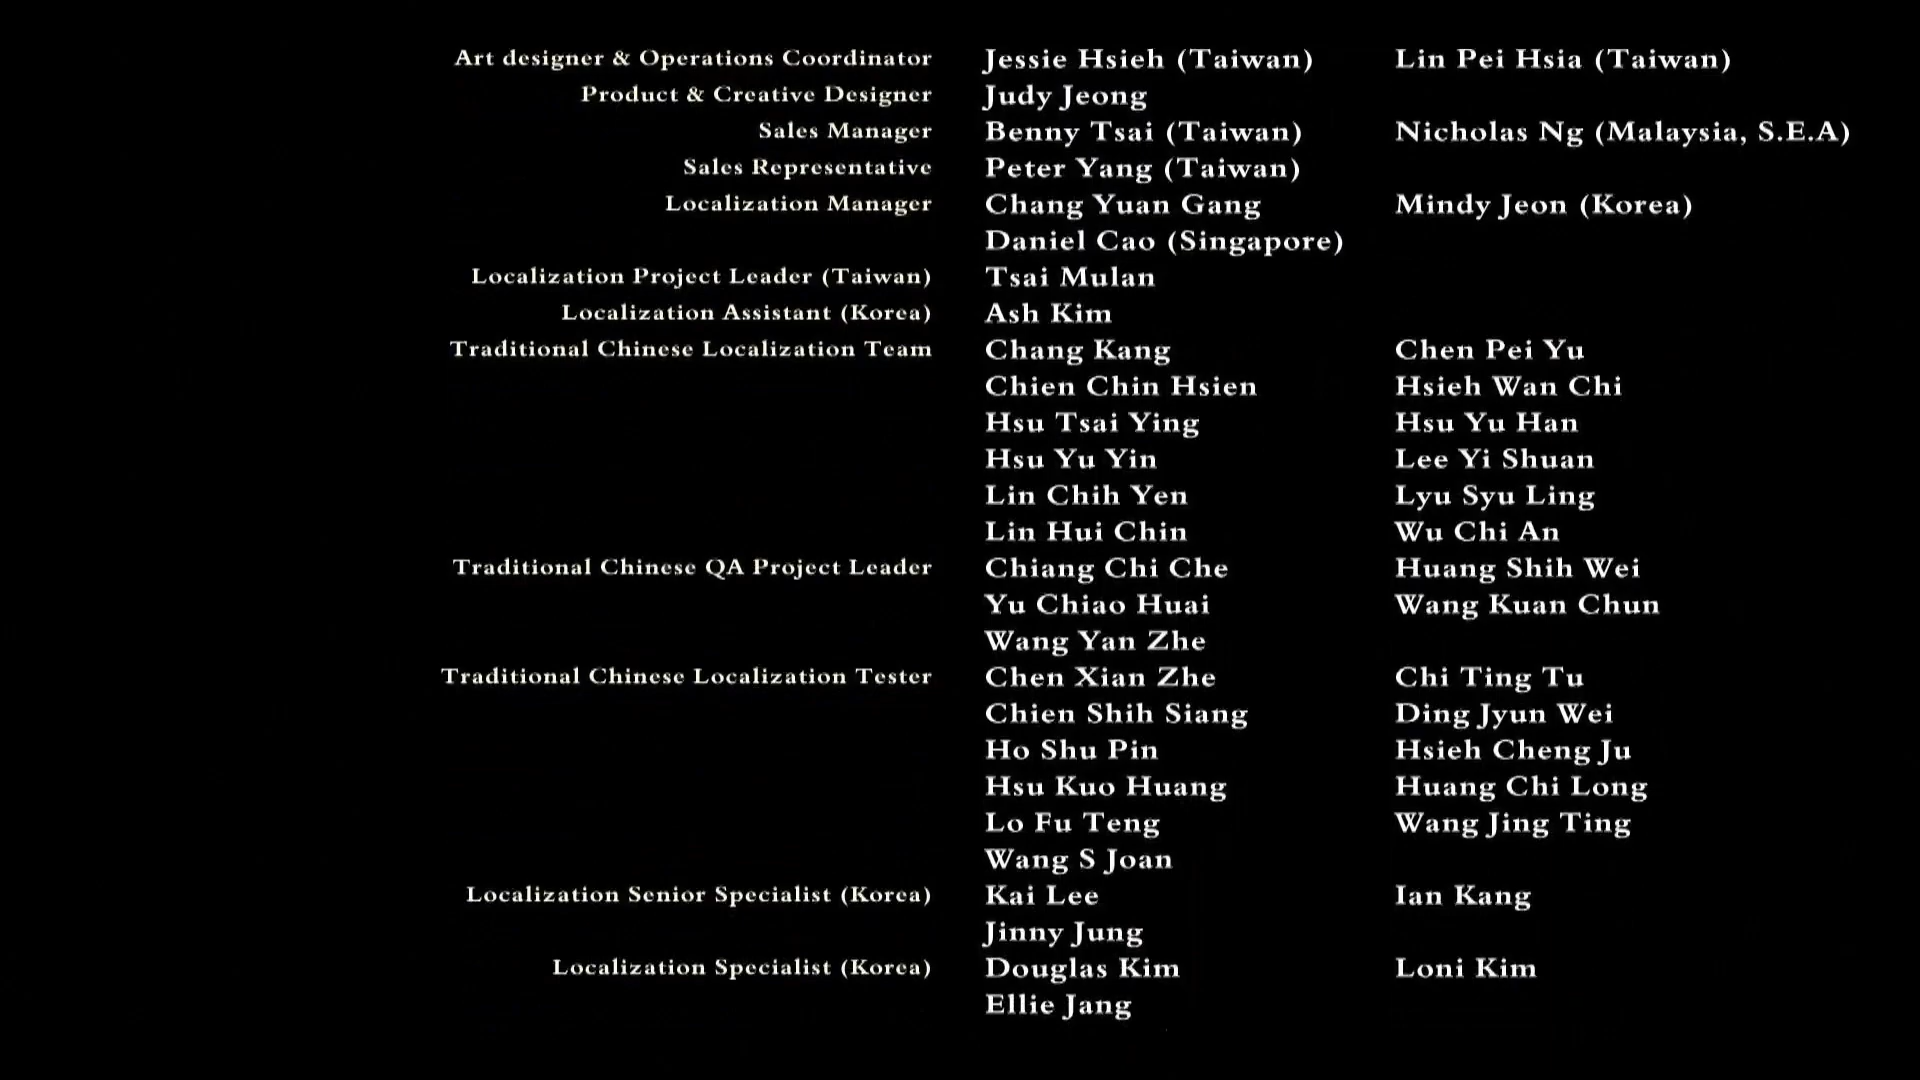 Art designer & Operations Coordinator Jessie Hsieh (Taiwan) Lin Pei Hsia (Taiwan)
Product & Creative Designer Judy Jeong
Sales Manager Benny Tsai (Taiwan) Nicholas Ng (Malaysia, S.E.A)
Sales Representative Peter Yang (Taiwan)
Localization Manager Chang Yuan Gang Mindy Jeon (Korea)
Daniel Cao (Singapore)
Localization Project Leader (Taiwan) Tsai Mulan
Localization Assistant (Korea) Ash Kim
Traditional Chinese Localization Team Chang Kang Chen Pei Yu
Chien Chin Hsien Hsieh Wan Chi
Hsu Tsai Ying Hsu Yu Han
Hsu Yu Yin Lee Yi Shuan
Lin Chih Yen Lyu Syu Ling
Lin Hui Chin Wu Chi An
Traditional Chinese QA Project Leader Chiang Chi Che Huang Shih Wei
Yu Chiao Huai Wang Kuan Chun
Wang Yan Zhe
Traditional Chinese Localization Tester Chen Xian Zhe Chi Ting Tu
Chien Shih Siang Ding Jyun Wei
Ho Shu Pin Hsieh Cheng Ju
Hsu Kuo Huang Huang Chi Long
Lo Fu Teng Wang Jing Ting
Wang S Joan
Localization Senior Specialist (Korea) Kai Lee Ian Kang
Jinny Jung
Localization Specialist (Korea) Douglas Kim Loni Kim
Ellie Jang